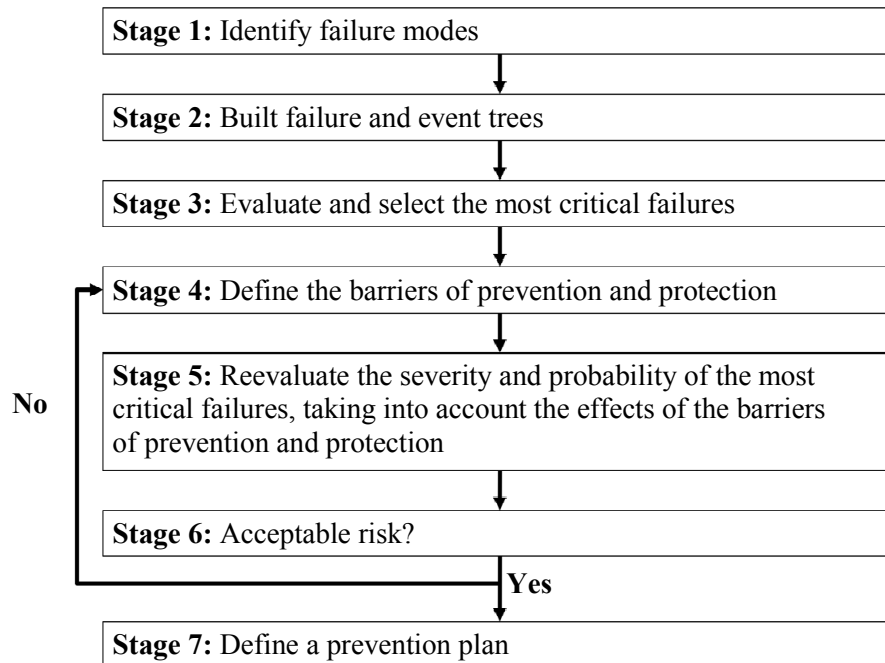 Stage 1: Identify failure modes
Stage 2: Built failure and event trees
Stage 3: Evaluate and select the most critical failures
Stage 4: Define the barriers of prevention and protection
Stage 5: Reevaluate the severity and probability of the most
critical failures, taking into account the effects of the barriers
of prevention and protection
No
Stage 6: Acceptable risk?
Yes
Stage 7: Define a prevention plan